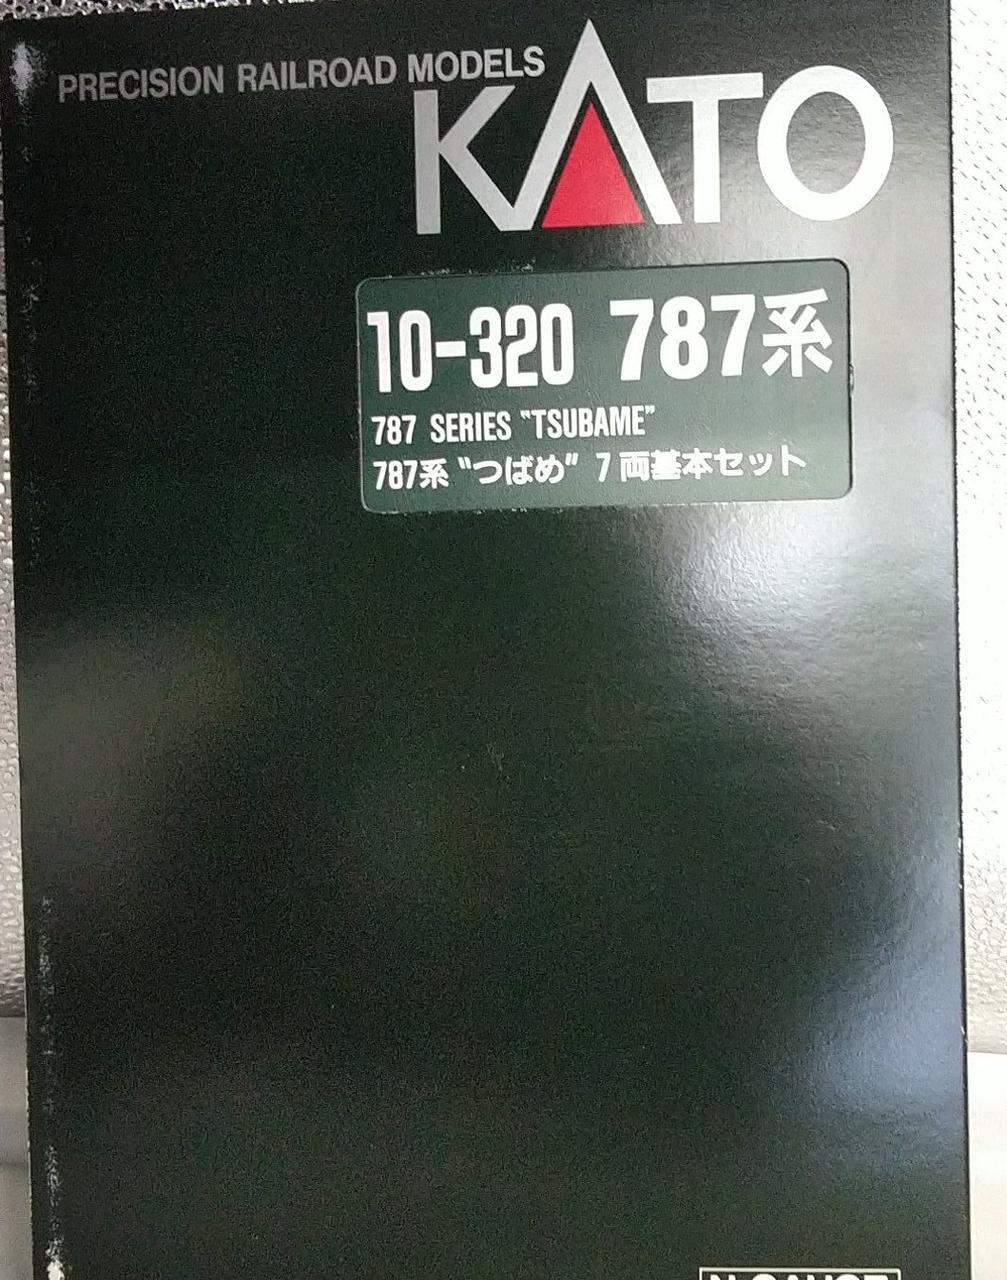 PRECISION RAILROAD MODELS
KATO
10-320 787系
787 SERIES "TSUBAME"
787系 "つばめ" 7両基本セット